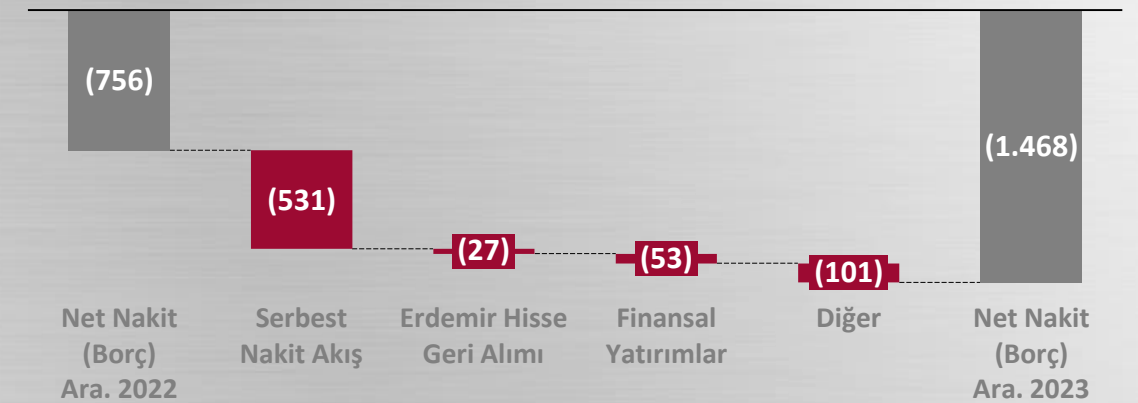 (756)
(531)
(27)
(53)
(101)
(1.468)
Net Nakit
(Borç)
Ara. 2022
Serbest
Nakit Akış
Erdemir Hisse
Geri Alımı
Finansal
Yatırımlar
Diğer
Net Nakit
(Borç)
Ara. 2023